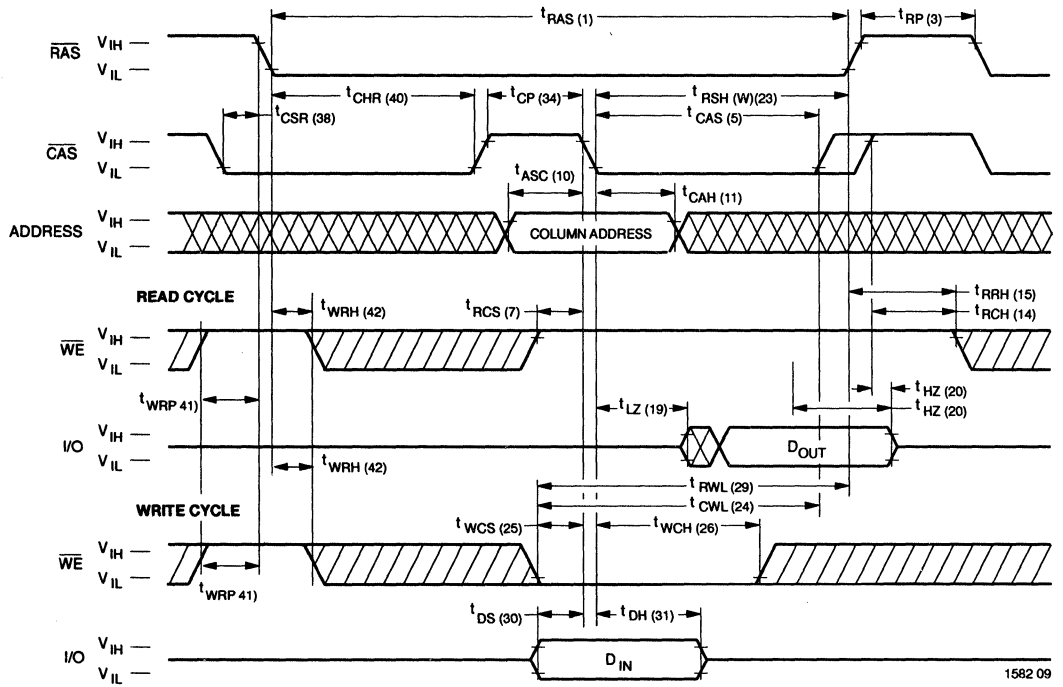 t RAS (1)
t RP (3)
RAS
V IH
V IL
t CHR (40)
t CP (34)
t RSH (W)(23)
t CSR (38)
t CAS (5)
CAS
V IH
V IL
t ASC (10)
t CAH (11)
ADDRESS
V IH
V IL
COLUMN ADDRESS
READ CYCLE
t WRH (42)
t RCS (7)
t RRH (15)
t RCH (14)
WE
V IH
V IL
t WRP 41)
t LZ (19)
t HZ (20)
t HZ (20)
I/O
V IH
V IL
D OUT
t WRH (42)
t RWL (29)
t CWL (24)
WRITE CYCLE
t WCS (25)
t WCH (26)
WE
V IH
V IL
t WRP 41)
t DS (30)
t DH (31)
I/O
V IH
V IL
D IN
1582 09